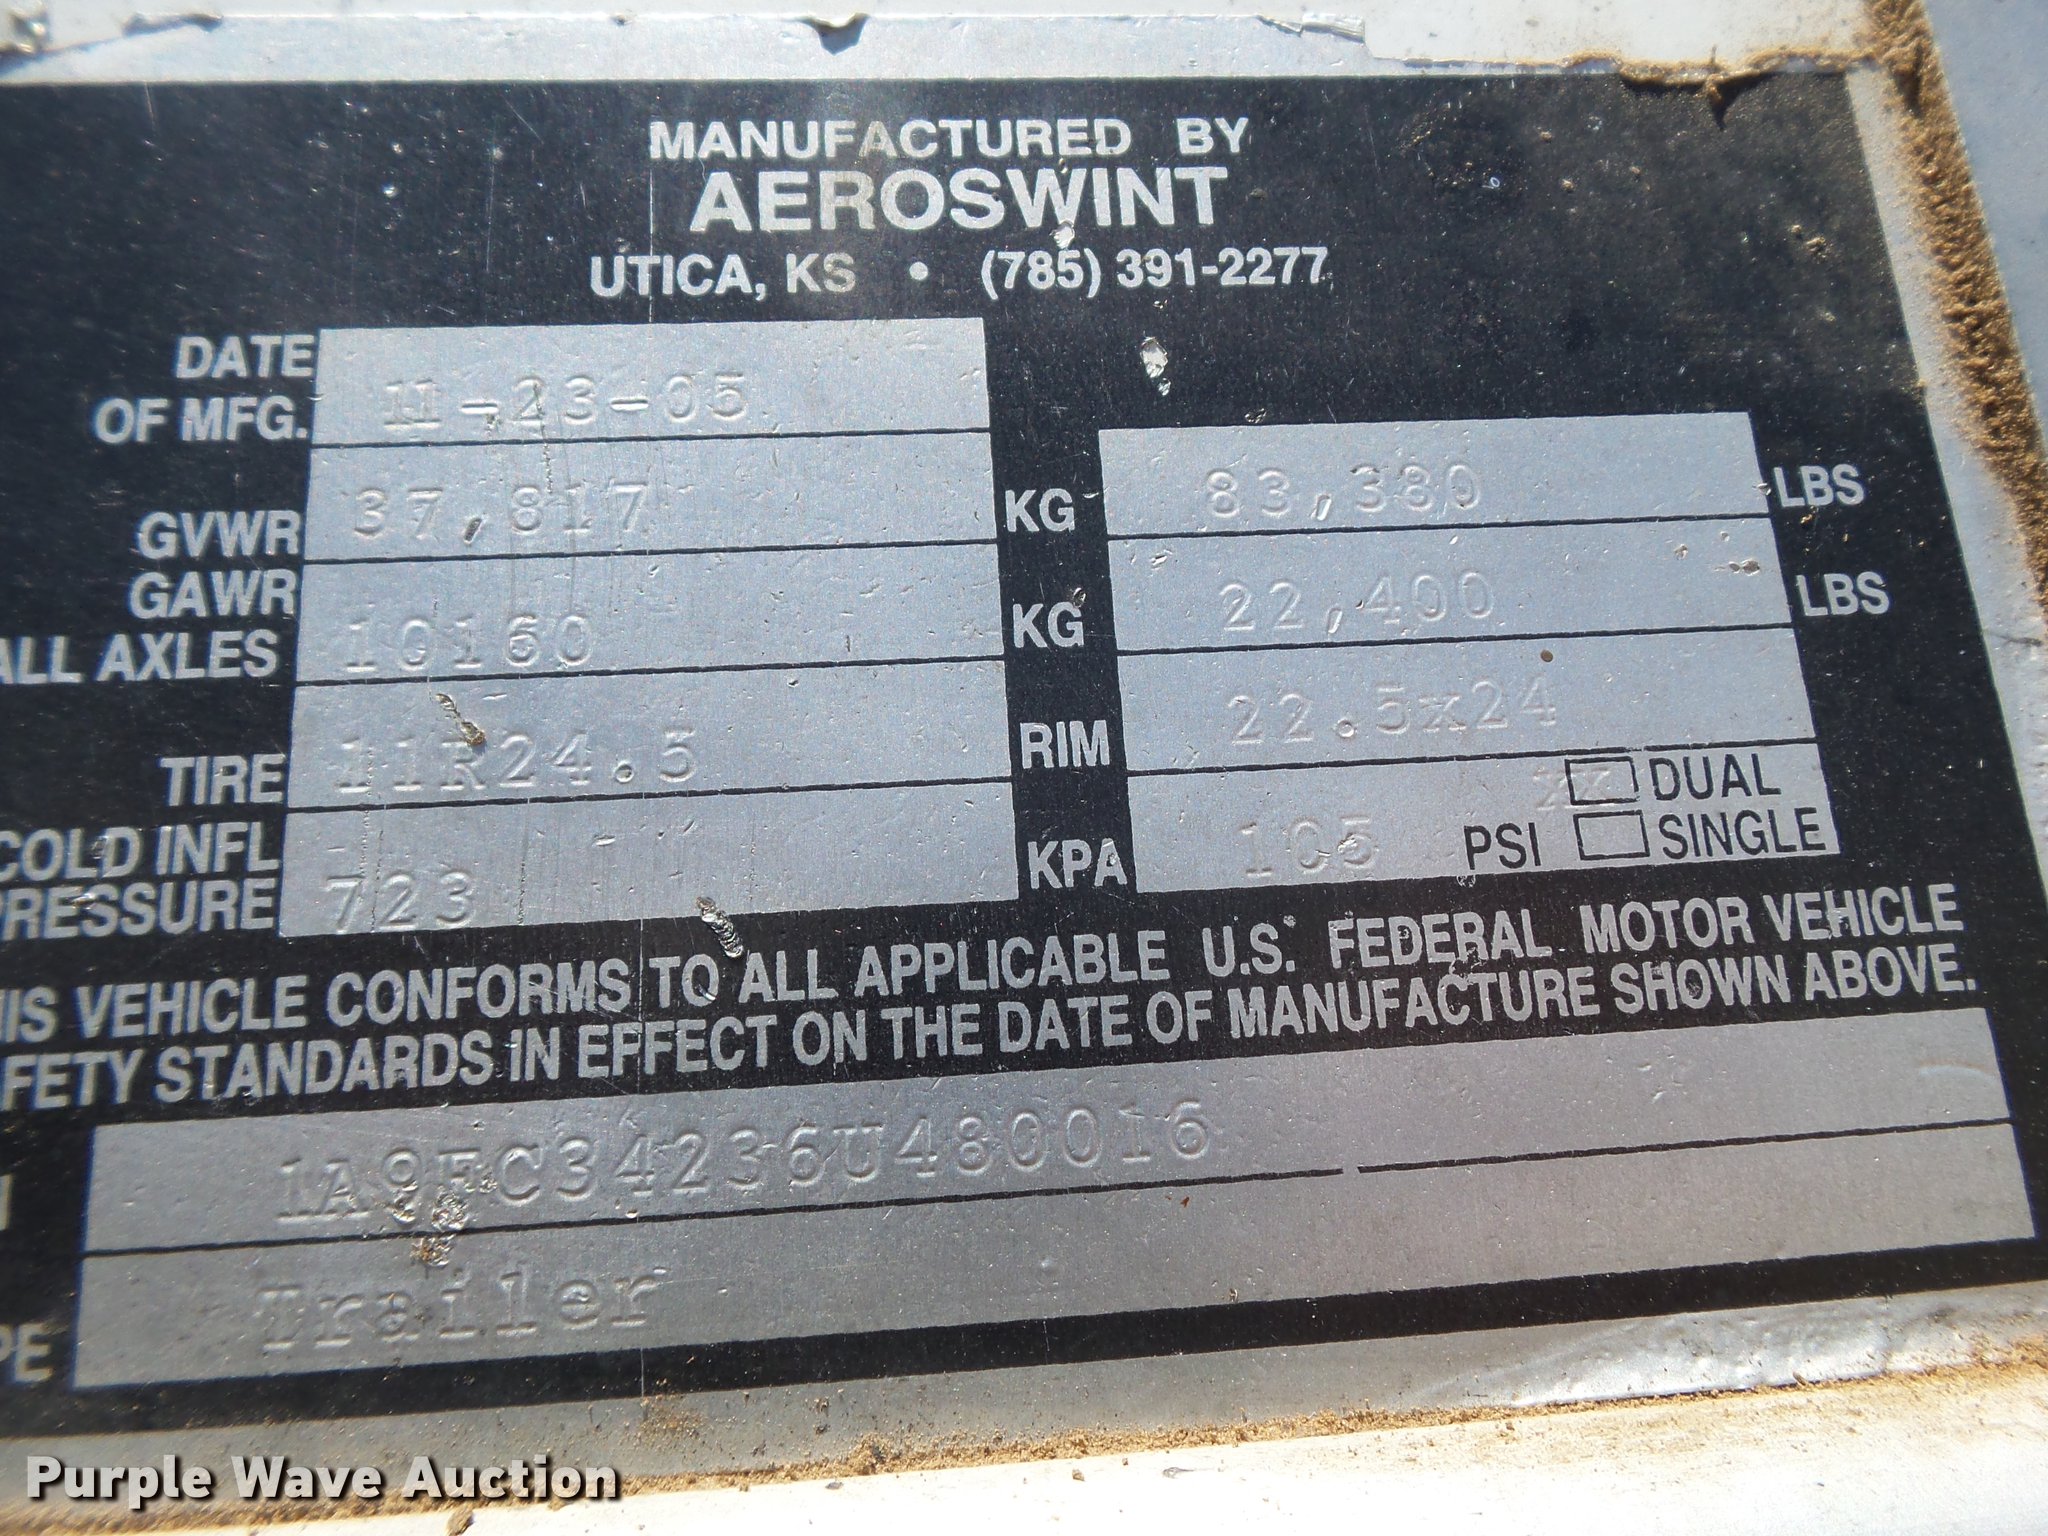 MANUFACTURED BY
AEROSWINT
UTICA, KS • (785) 391-2277
DATE
OF MFG. 11-23-05
GVWR 37,817 KG 83,380 LBS
GAWR
ALL AXLES 10160 KG 22,400 LBS
TIRE 11R24.5 RIM 22.5x24
COLD INFL
PRESSURE 723 KPA 105 PSI xx DUAL
SINGLE
IS VEHICLE CONFORMS TO ALL APPLICABLE U.S. FEDERAL MOTOR VEHICLE
FETY STANDARDS IN EFFECT ON THE DATE OF MANUFACTURE SHOWN ABOVE.
1A9FC34236U480016
PE Trailer
Purple Wave Auction